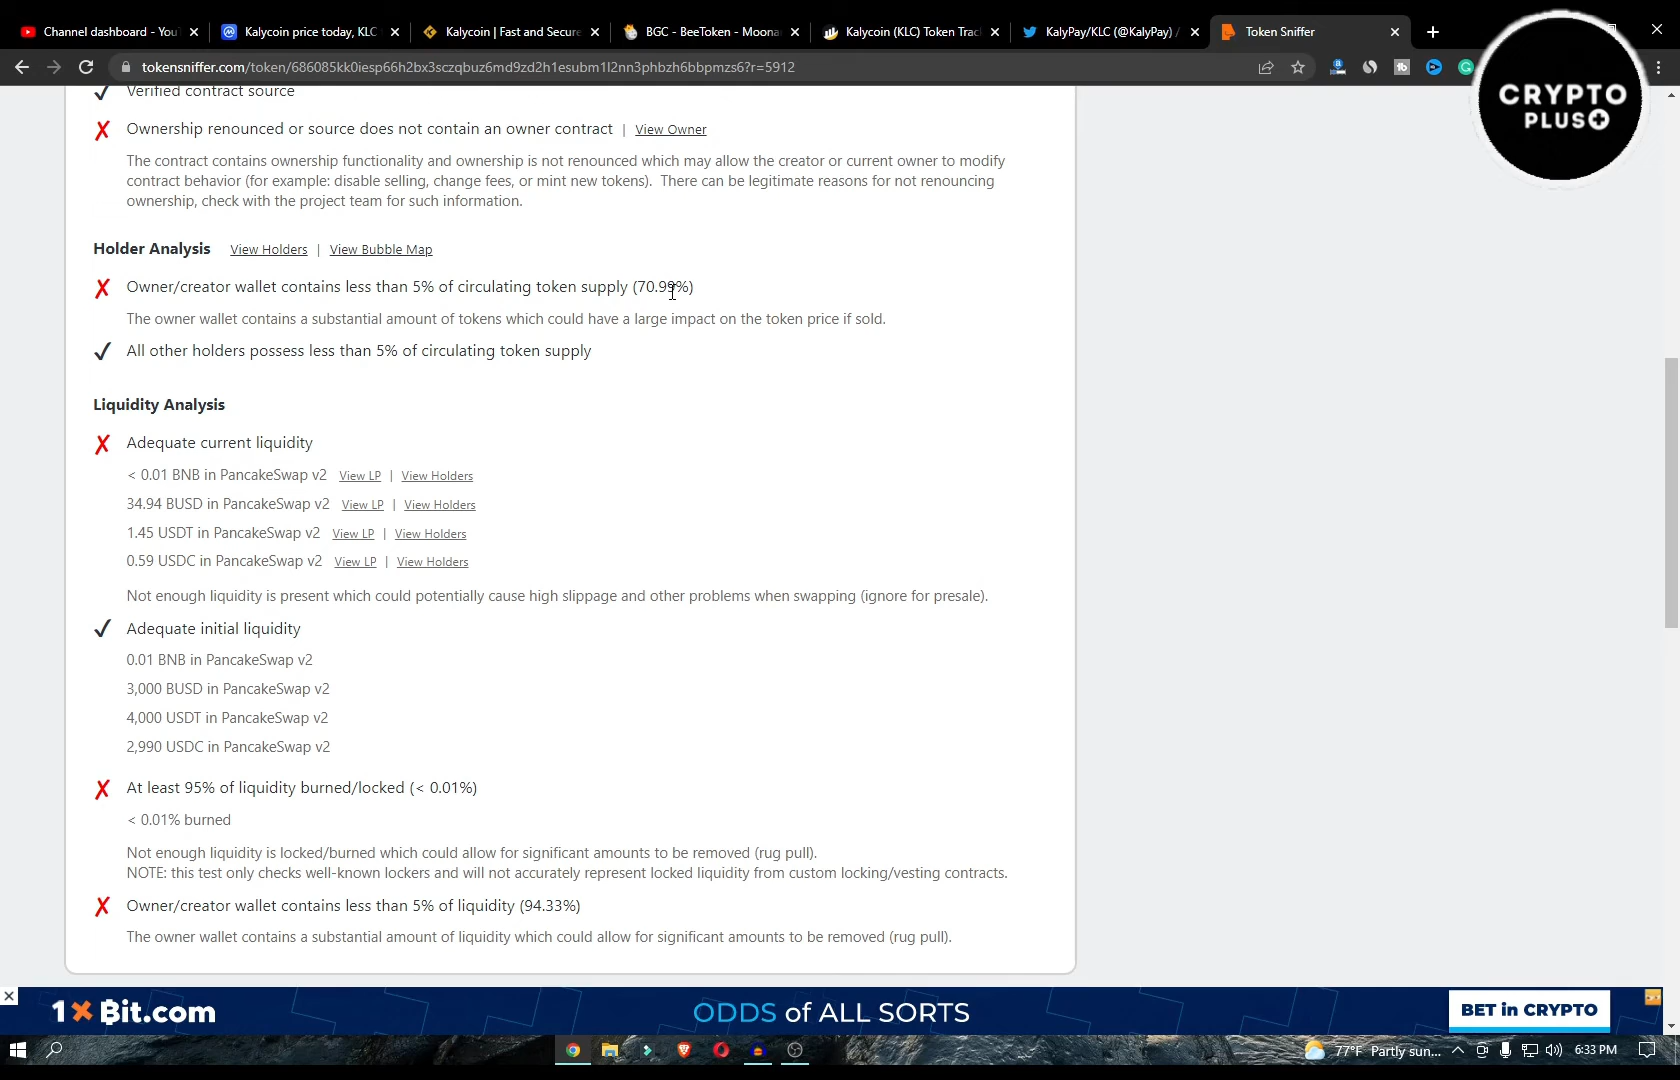 Channel dashboard - You
Kalycoin price today, KLC
Kalycoin | Fast and Secure
BGC - BeeToken - Moona
Kalycoin (KLC) Token Trac
KalyPay/KLC (@KalyPay) /
Token Sniffer
tokensniffer.com/token/686085kk0iesp66h2bx3sczqbuz6md9zd2h1esubm1l2nn3phbzh6bbpmzs6?r=5912
CRYPTO
PLUS
Verified contract source
Ownership renounced or source does not contain an owner contract | View Owner
The contract contains ownership functionality and ownership is not renounced which may allow the creator or current owner to modify
contract behavior (for example: disable selling, change fees, or mint new tokens). There can be legitimate reasons for not renouncing
ownership, check with the project team for such information.
Holder Analysis View Holders | View Bubble Map
Owner/creator wallet contains less than 5% of circulating token supply (70.99%)
The owner wallet contains a substantial amount of tokens which could have a large impact on the token price if sold.
All other holders possess less than 5% of circulating token supply
Liquidity Analysis
Adequate current liquidity
< 0.01 BNB in PancakeSwap v2 View LP | View Holders
34.94 BUSD in PancakeSwap v2 View LP | View Holders
1.45 USDT in PancakeSwap v2 View LP | View Holders
0.59 USDC in PancakeSwap v2 View LP | View Holders
Not enough liquidity is present which could potentially cause high slippage and other problems when swapping (ignore for presale).
Adequate initial liquidity
0.01 BNB in PancakeSwap v2
3,000 BUSD in PancakeSwap v2
4,000 USDT in PancakeSwap v2
2,990 USDC in PancakeSwap v2
At least 95% of liquidity burned/locked (< 0.01%)
< 0.01% burned
Not enough liquidity is locked/burned which could allow for significant amounts to be removed (rug pull).
NOTE: this test only checks well-known lockers and will not accurately represent locked liquidity from custom locking/vesting contracts.
Owner/creator wallet contains less than 5% of liquidity (94.33%)
The owner wallet contains a substantial amount of liquidity which could allow for significant amounts to be removed (rug pull).
1×Bit.com
ODDS of ALL SORTS
BET in CRYPTO
77°F Partly sun...
6:33 PM